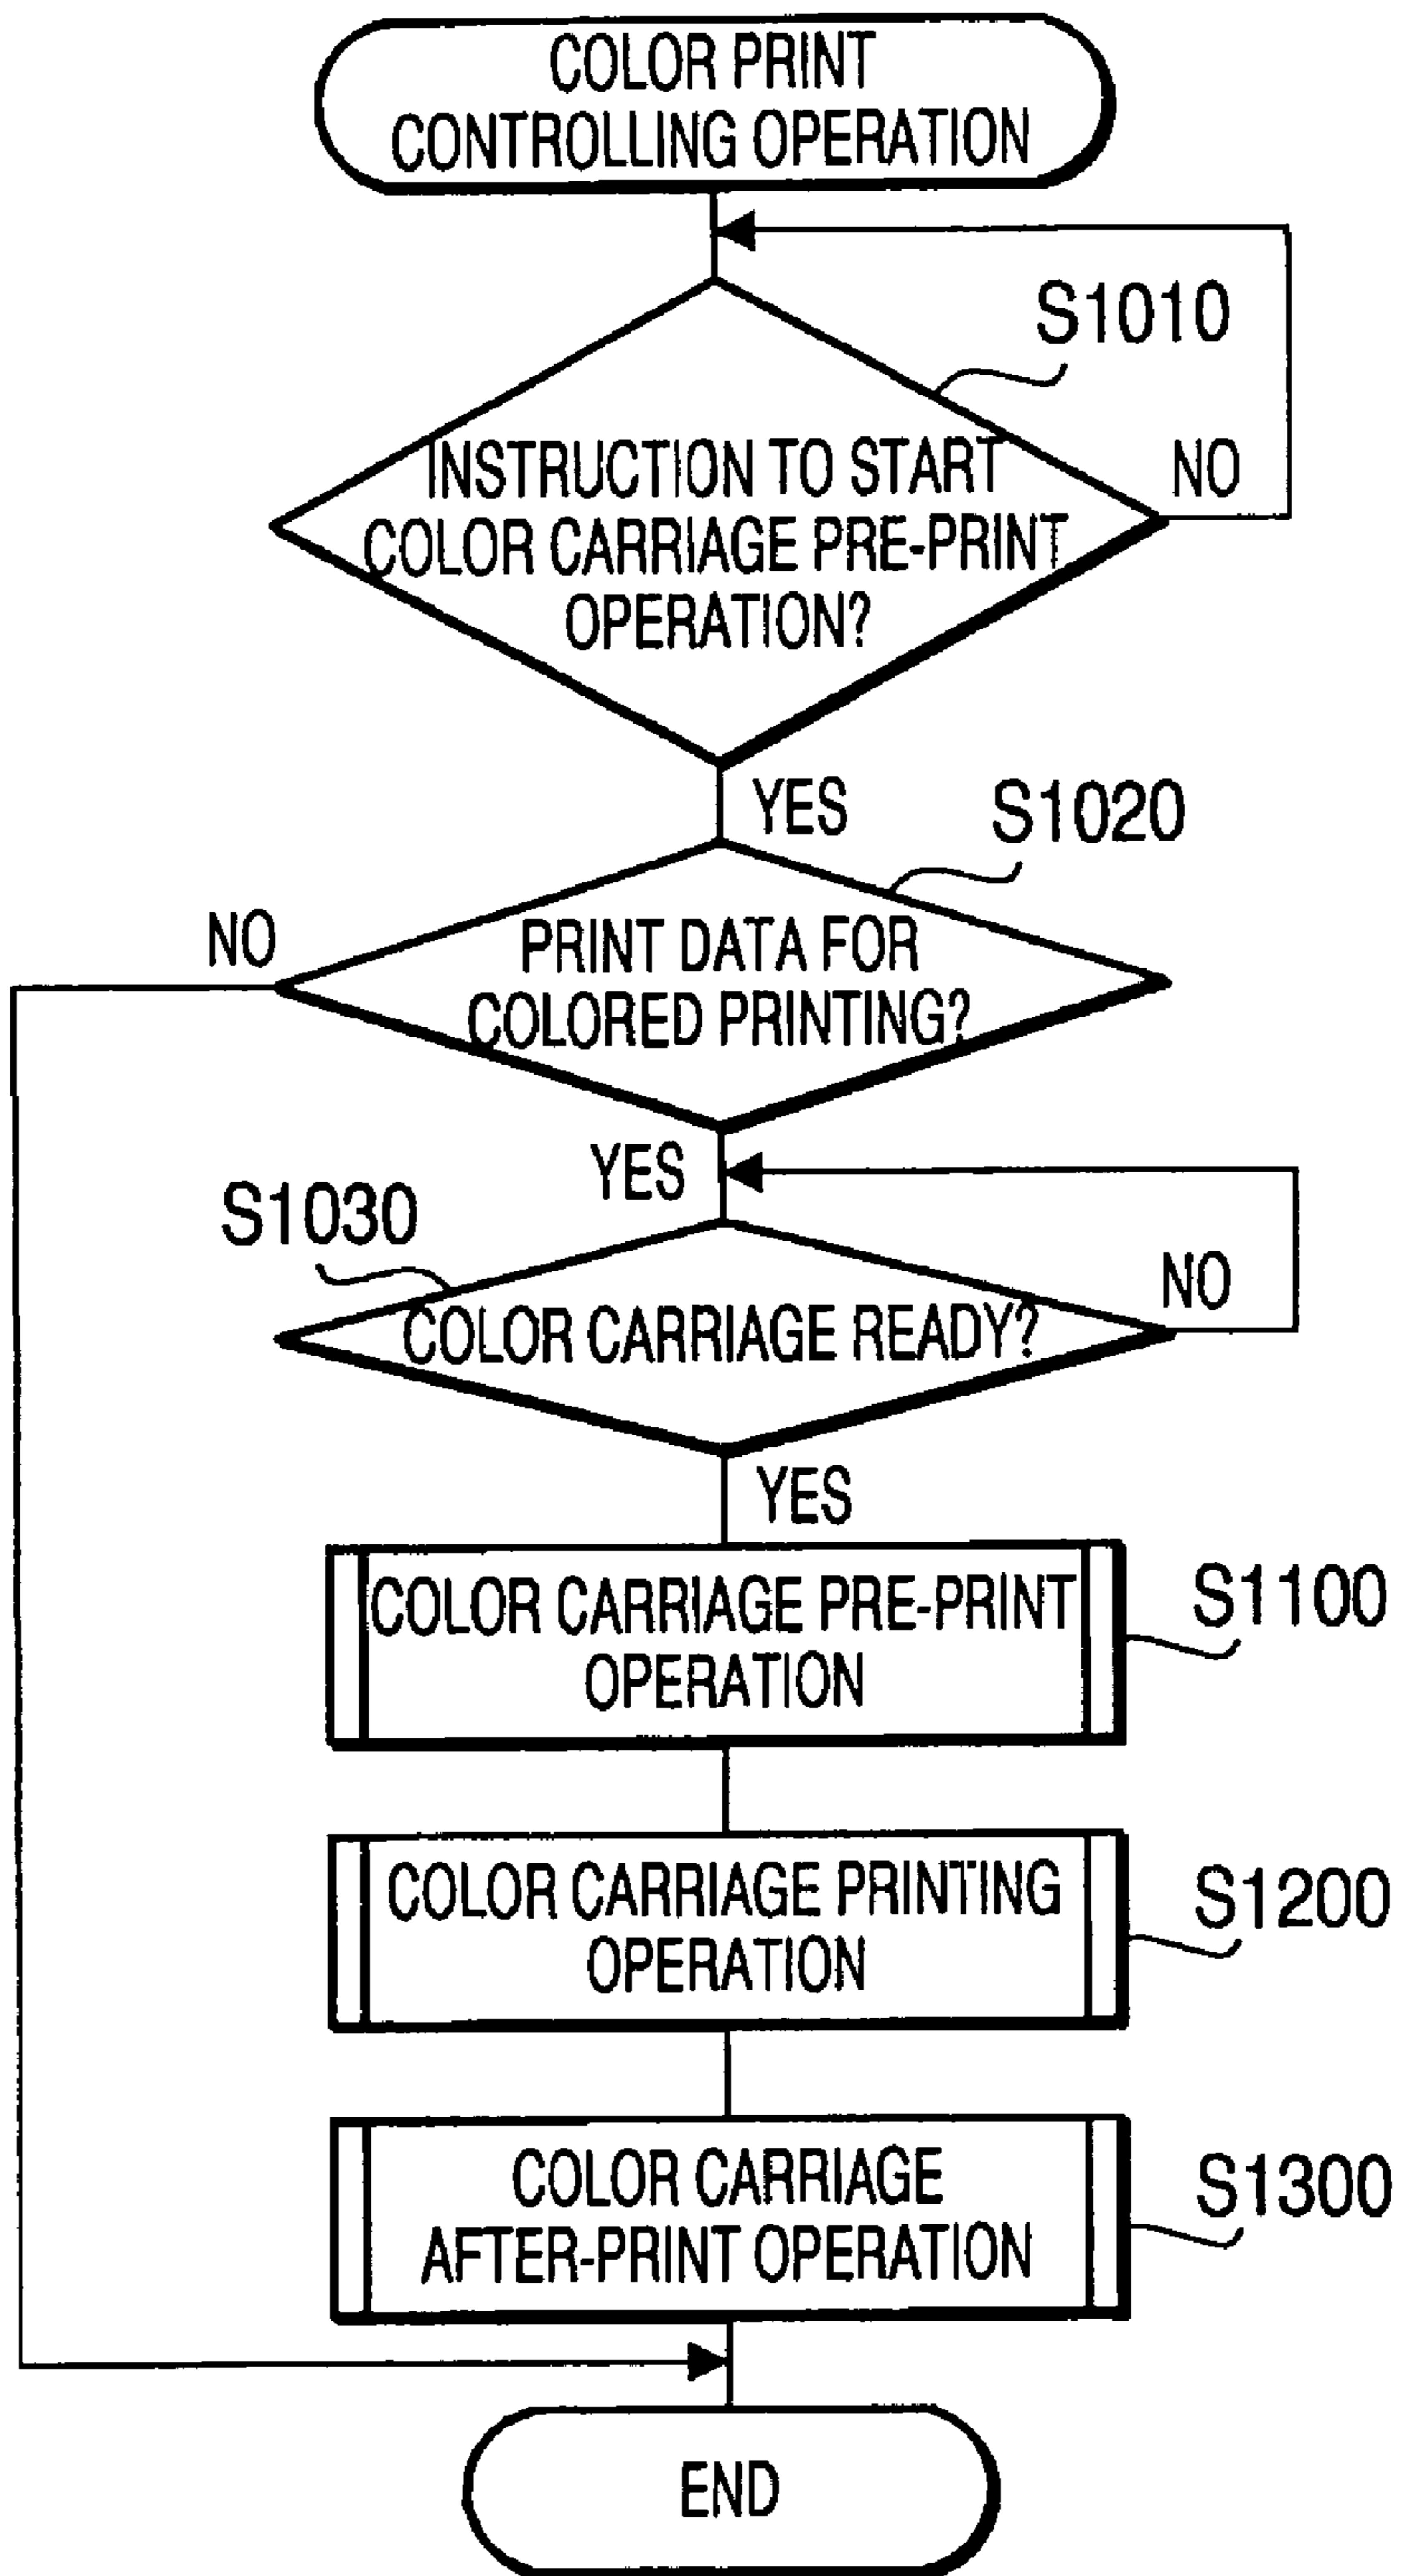 COLOR PRINT
CONTROLLING OPERATION
S1010
INSTRUCTION TO START
COLOR CARRIAGE PRE-PRINT
OPERATION?
NO
YES
S1020
NO
PRINT DATA FOR
COLORED PRINTING?
YES
S1030
NO
COLOR CARRIAGE READY?
YES
COLOR CARRIAGE PRE-PRINT
OPERATION
S1100
COLOR CARRIAGE PRINTING
OPERATION
S1200
COLOR CARRIAGE
AFTER-PRINT OPERATION
S1300
END